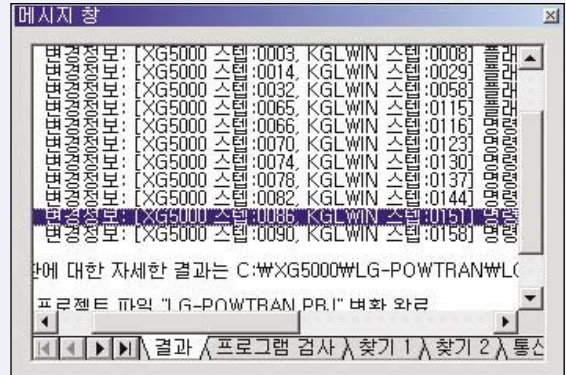 메시지 창
변경정보: [XG5000 스텝:0003, KGLWIN 스텝:0008] 플래
변경정보: [XG5000 스텝:0014, KGLWIN 스텝:0029] 플래
변경정보: [XG5000 스텝:0032, KGLWIN 스텝:0058] 플래
변경정보: [XG5000 스텝:0065, KGLWIN 스텝:0115] 플래
변경정보: [XG5000 스텝:0066, KGLWIN 스텝:0116] 명령
변경정보: [XG5000 스텝:0070, KGLWIN 스텝:0123] 명령
변경정보: [XG5000 스텝:0074, KGLWIN 스텝:0130] 명령
변경정보: [XG5000 스텝:0078, KGLWIN 스텝:0137] 명령
변경정보: [XG5000 스텝:0082, KGLWIN 스텝:0144] 명령
변경정보: [XG5000 스텝:0086, KGLWIN 스텝:0151] 명령
변경정보: [XG5000 스텝:0090, KGLWIN 스텝:0158] 명령
에 대한 자세한 결과는 C:₩XG5000₩LG-POWTRAN₩LG
프로젝트 파일 "LG-POWTRAN.PRJ" 변환 완료
결과 프로그램 검사 찾기 1 찾기 2 통신